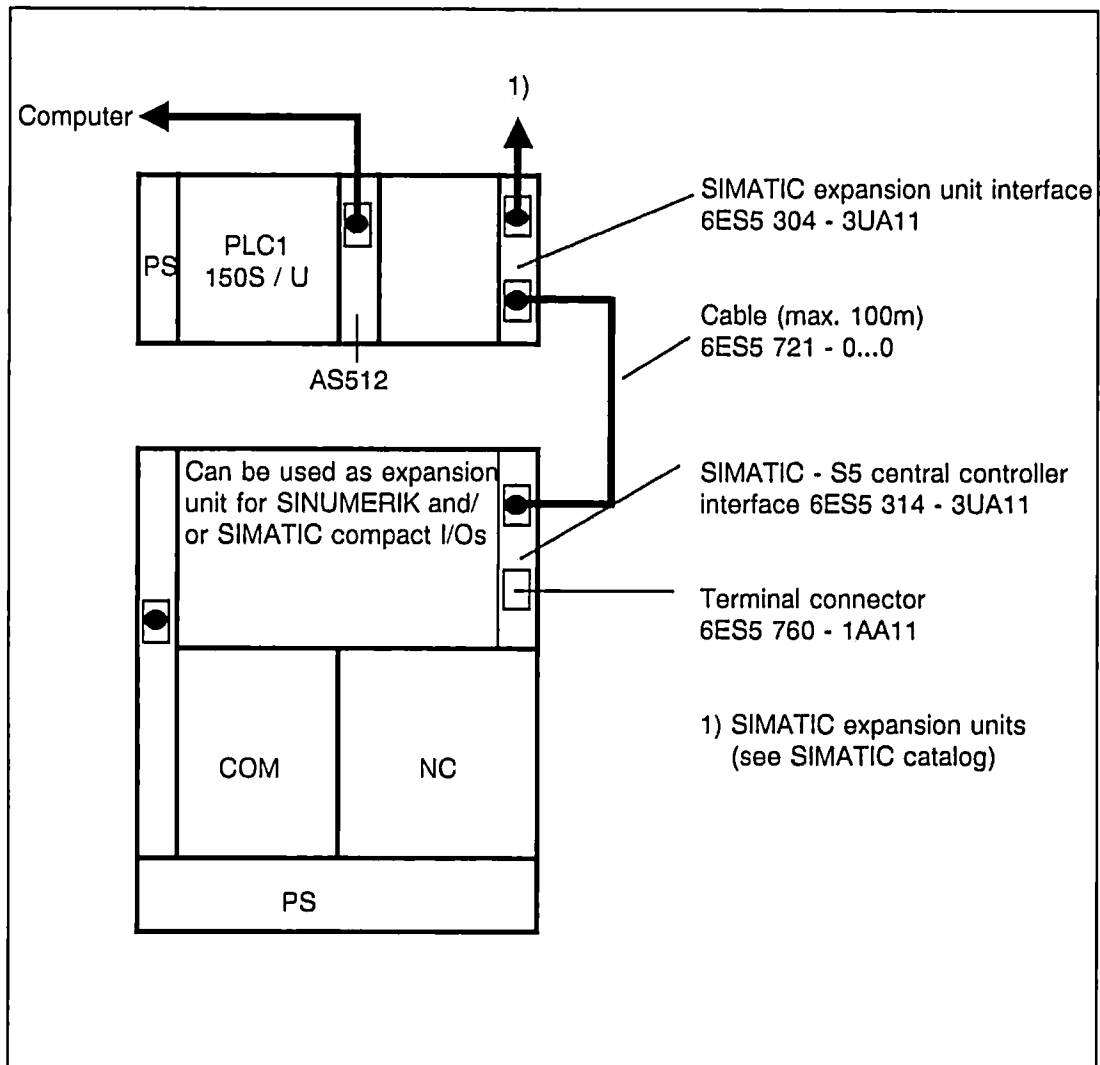 1)
Computer
SIMATIC expansion unit interface
6ES5 304 - 3UA11
PS
PLC1
150S / U
Cable (max. 100m)
6ES5 721 - 0...0
AS512
Can be used as expansion
unit for SINUMERIK and/
or SIMATIC compact I/Os
SIMATIC - S5 central controller
interface 6ES5 314 - 3UA11
Terminal connector
6ES5 760 - 1AA11
1) SIMATIC expansion units
(see SIMATIC catalog)
COM
NC
PS